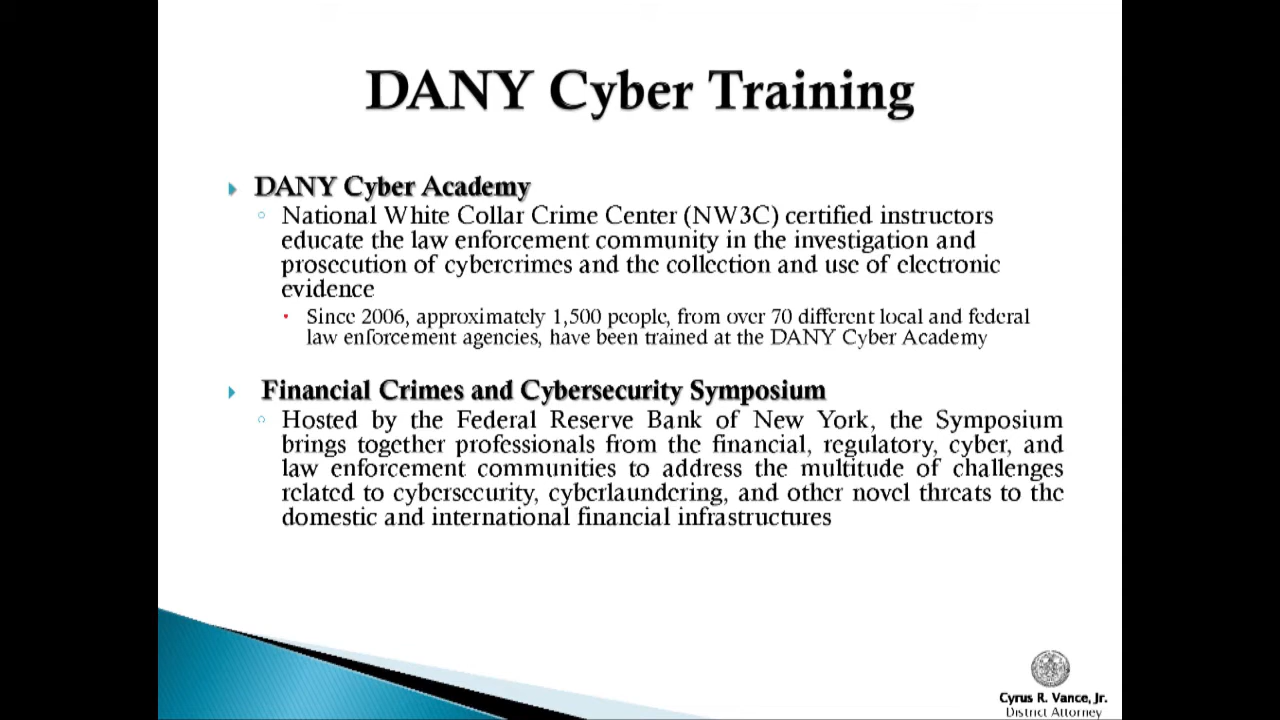 DANY Cyber Training
DANY Cyber Academy
National White Collar Crime Center (NW3C) certified instructors
educate the law enforcement community in the investigation and
prosecution of cybercrimes and the collection and use of electronic
evidence
Since 2006, approximately 1,500 people, from over 70 different local and federal
law enforcement agencies, have been trained at the DANY Cyber Academy
Financial Crimes and Cybersecurity Symposium
Hosted by the Federal Reserve Bank of New York, the Symposium
brings together professionals from the financial, regulatory, cyber, and
law enforcement communities to address the multitude of challenges
related to cybersecurity, cyberlaundering, and other novel threats to the
domestic and international financial infrastructures
Cyrus R. Vance, Jr.
District Attorney